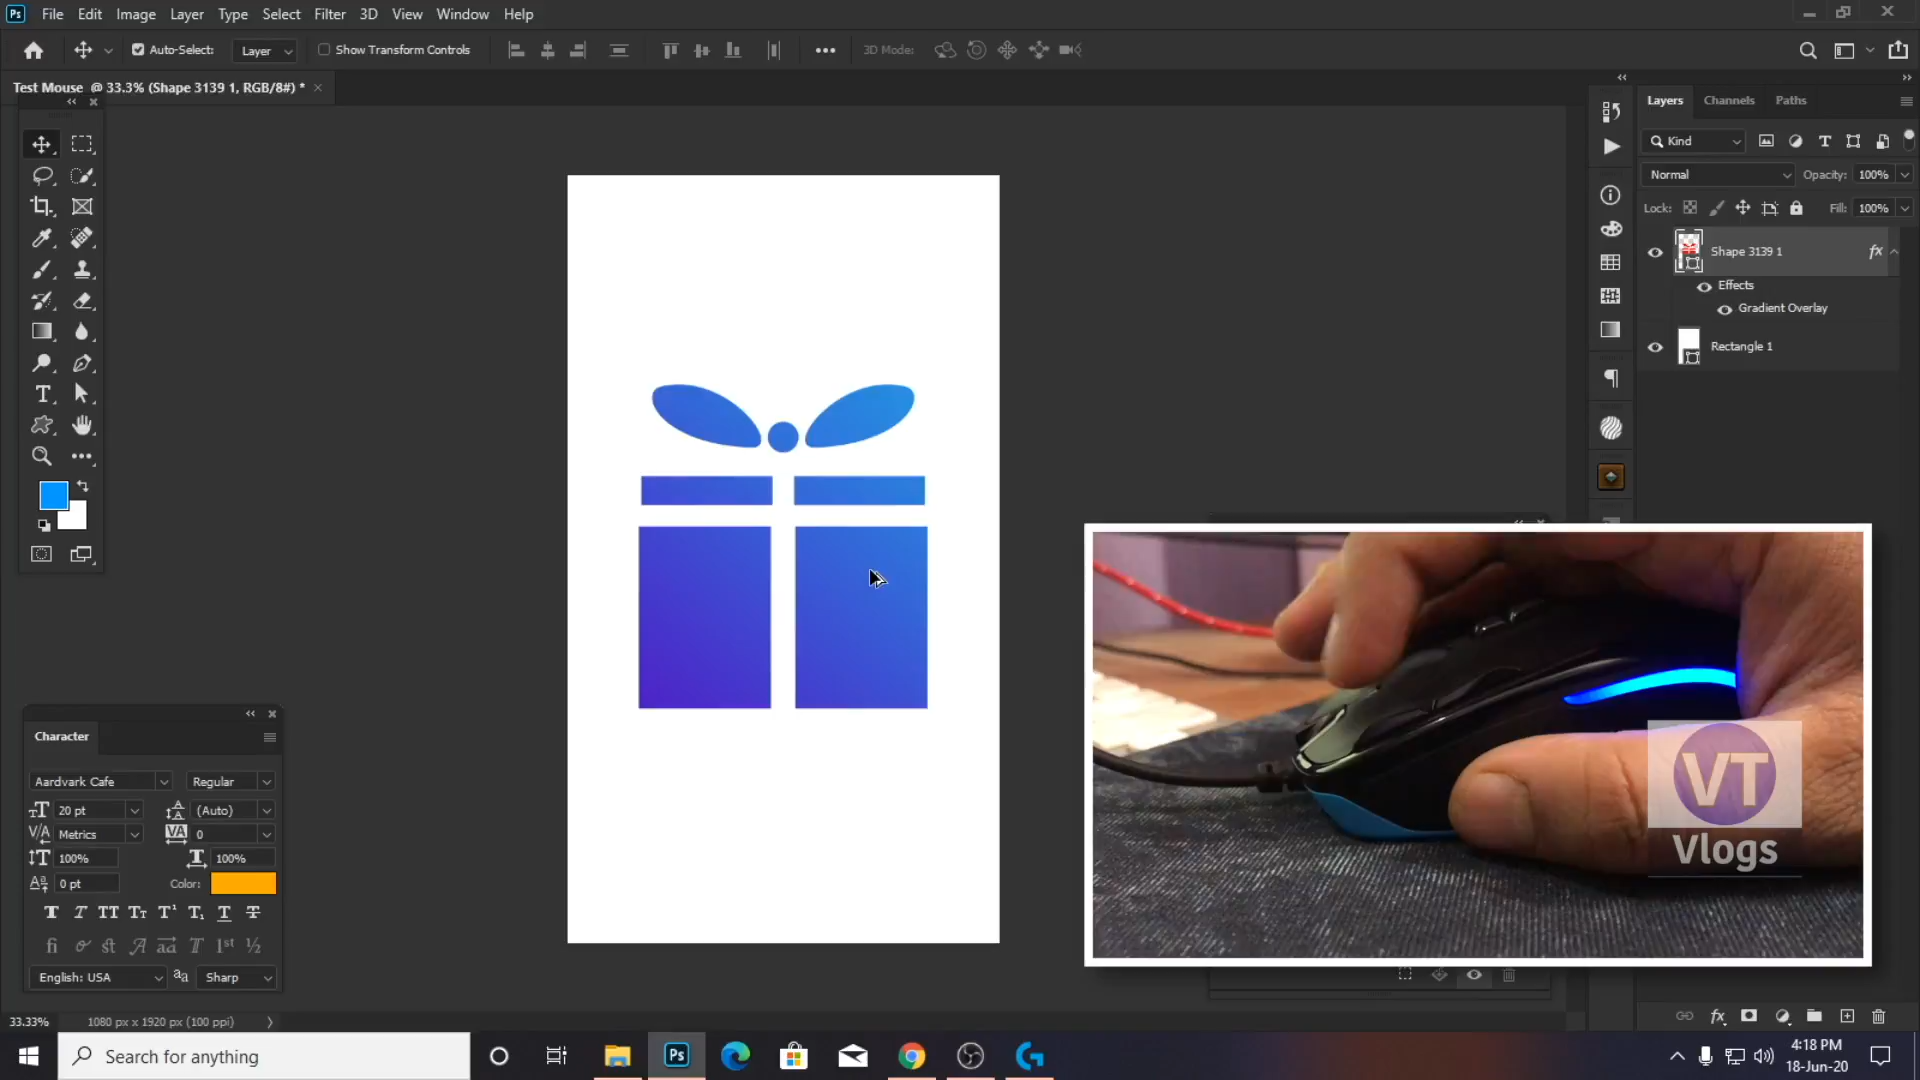 Ps File Edit Image Layer Type Select Filter 3D View Window Help
Auto-Select: Layer Show Transform Controls 3D Mode:
Test Mouse @ 33.3% (Shape 3139 1, RGB/8#) *
Layers Channels Paths
Kind
Normal Opacity: 100%
Lock: Fill: 100%
Shape 3139 1 fx
Effects
Gradient Overlay
Rectangle 1
Character
Aardvark Cafe Regular
20 pt (Auto)
Metrics 0
100% 100%
0 pt Color:
English: USA aa Sharp
VT
Vlogs
33.33% 1080 px x 1920 px (100 ppi)
Search for anything
Ps
4:18 PM
18-Jun-20